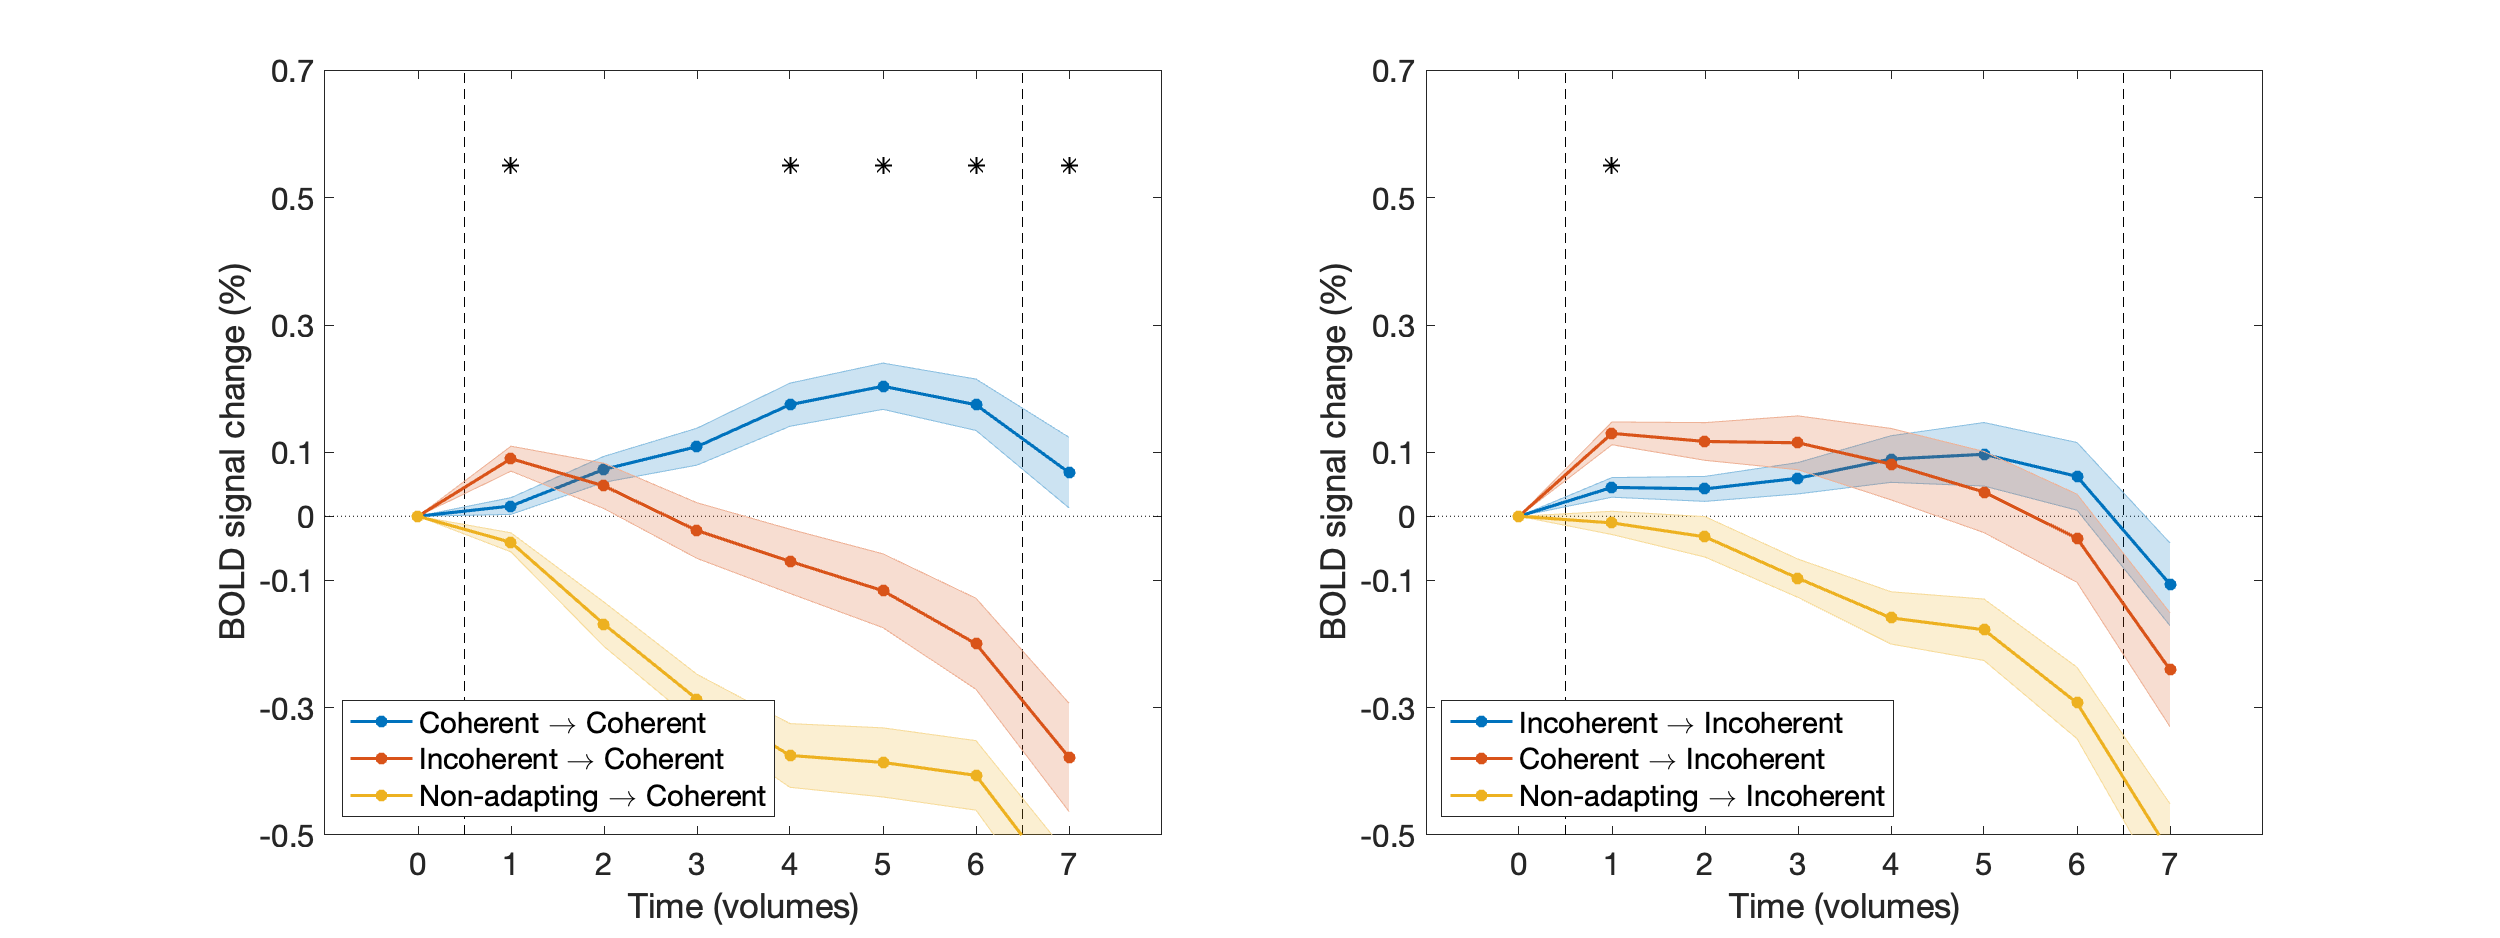 0.7
0.5
0.3
0.1
0
-0.1
-0.3
-0.5
BOLD signal change (%)
* * * * *
Coherent → Coherent
Incoherent → Coherent
Non-adapting → Coherent
0 1 2 3 4 5 6 7
Time (volumes)
0.7
0.5
0.3
0.1
0
-0.1
-0.3
-0.5
BOLD signal change (%)
*
Incoherent → Incoherent
Coherent → Incoherent
Non-adapting → Incoherent
0 1 2 3 4 5 6 7
Time (volumes)